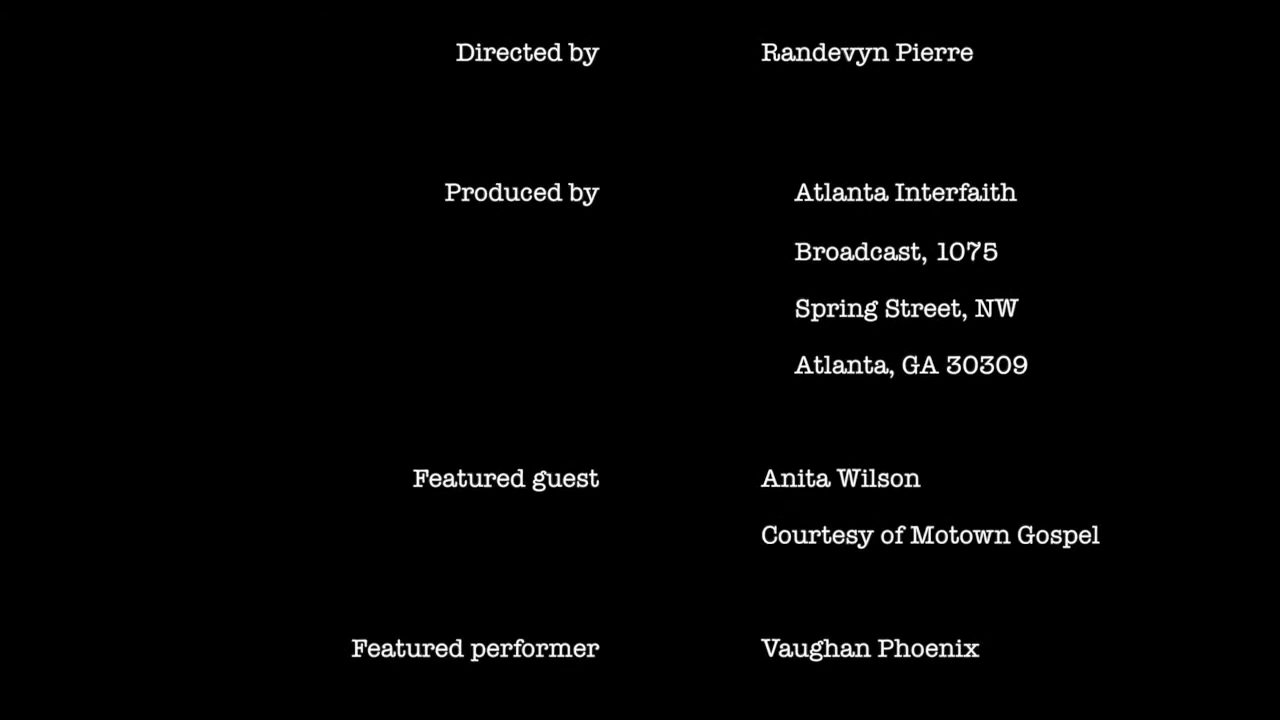 Directed by Randevyn Pierre
Produced by Atlanta Interfaith
Broadcast, 1075
Spring Street, NW
Atlanta, GA 30309
Featured guest Anita Wilson
Courtesy of Motown Gospel
Featured performer Vaughan Phoenix